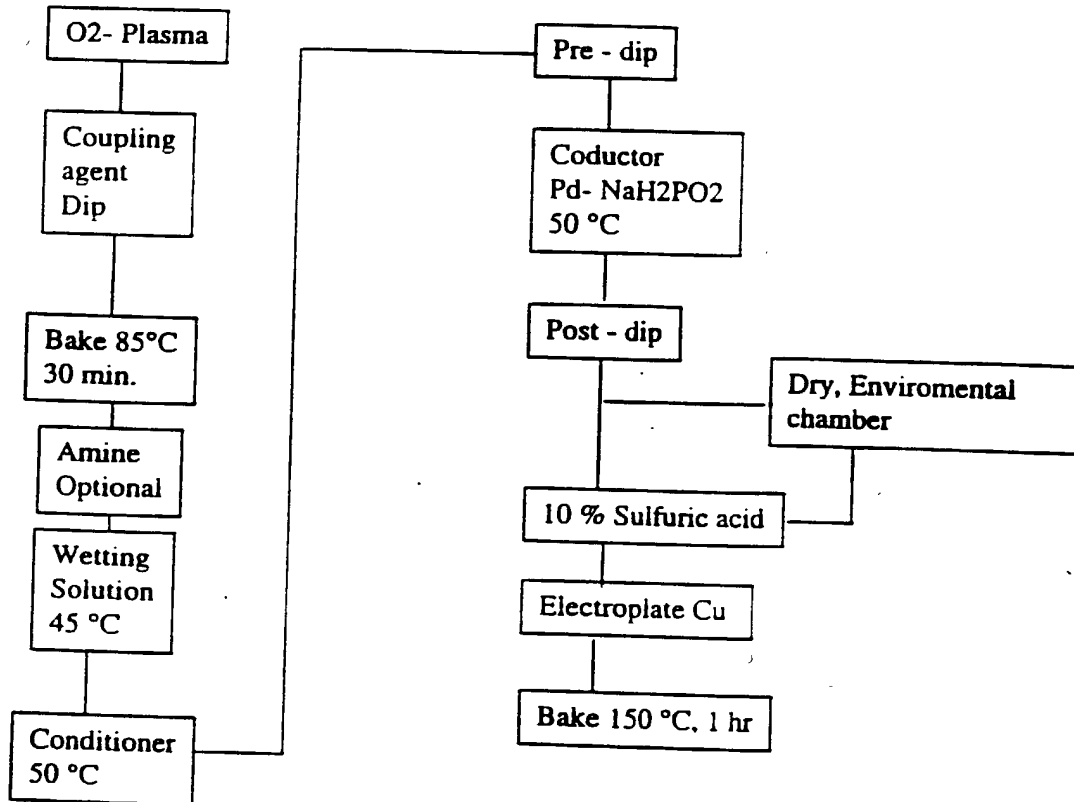 O2- Plasma
Coupling
agent
Dip
Bake 85°C
30 min.
Amine
Optional
Wetting
Solution
45 °C
Conditioner
50 °C
Pre - dip
Coductor
Pd- NaH2PO2
50 °C
Post - dip
Dry, Enviromental
chamber
10 % Sulfuric acid
Electroplate Cu
Bake 150 °C, 1 hr